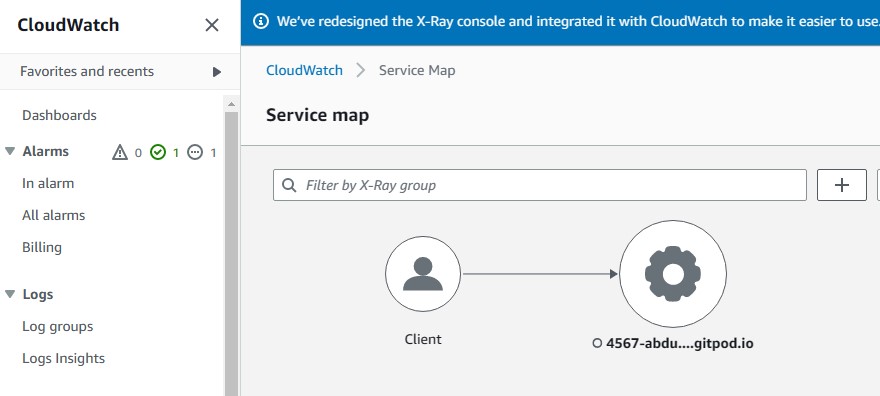 CloudWatch
Favorites and recents
Dashboards
Alarms 0 1 1
In alarm
All alarms
Billing
Logs
Log groups
Logs Insights
We've redesigned the X-Ray console and integrated it with CloudWatch to make it easier to use.
CloudWatch Service Map
Service map
Filter by X-Ray group
Client
4567-abdu....gitpod.io